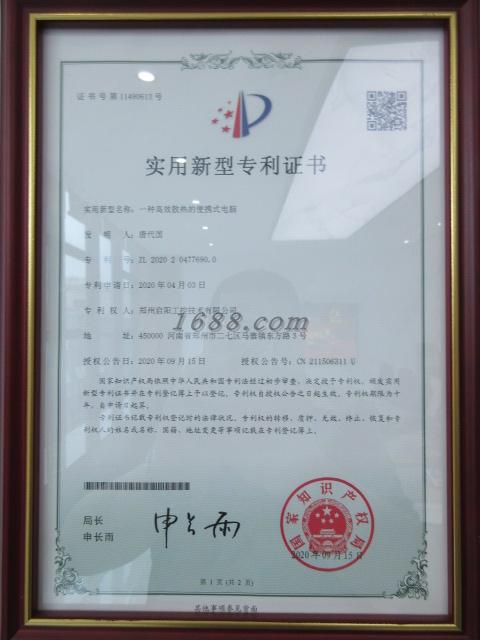 证书号第11480613号
实用新型专利证书
实用新型名称：一种高效散热的便携式电脑
发 明 人：唐代国
专 利 号：ZL 2020 2 0477690.0
专利申请日：2020年04月03日
专 利 权 人：郑州启阳工控技术有限公司
1688.com
地 址：450000 河南省郑州市二七区马寨镇东方路3号
授权公告日：2020年09月15日 授权公告号：CN 211506311 U
国家知识产权局依照中华人民共和国专利法经过初步审查，决定授予专利权，颁发实用
新型专利证书并在专利登记簿上予以登记。专利权自授权公告之日起生效。专利权期限为十
年，自申请日起算。
专利证书记载专利权登记时的法律状况。专利权的转移、质押、无效、终止、恢复和专
利权人的姓名或名称、国籍、地址变更等事项记载在专利登记簿上。
局长
申长雨
申长雨
国家知识产权局
2020年09月15日
第 1 页 (共 2 页)
其他事项参见背面